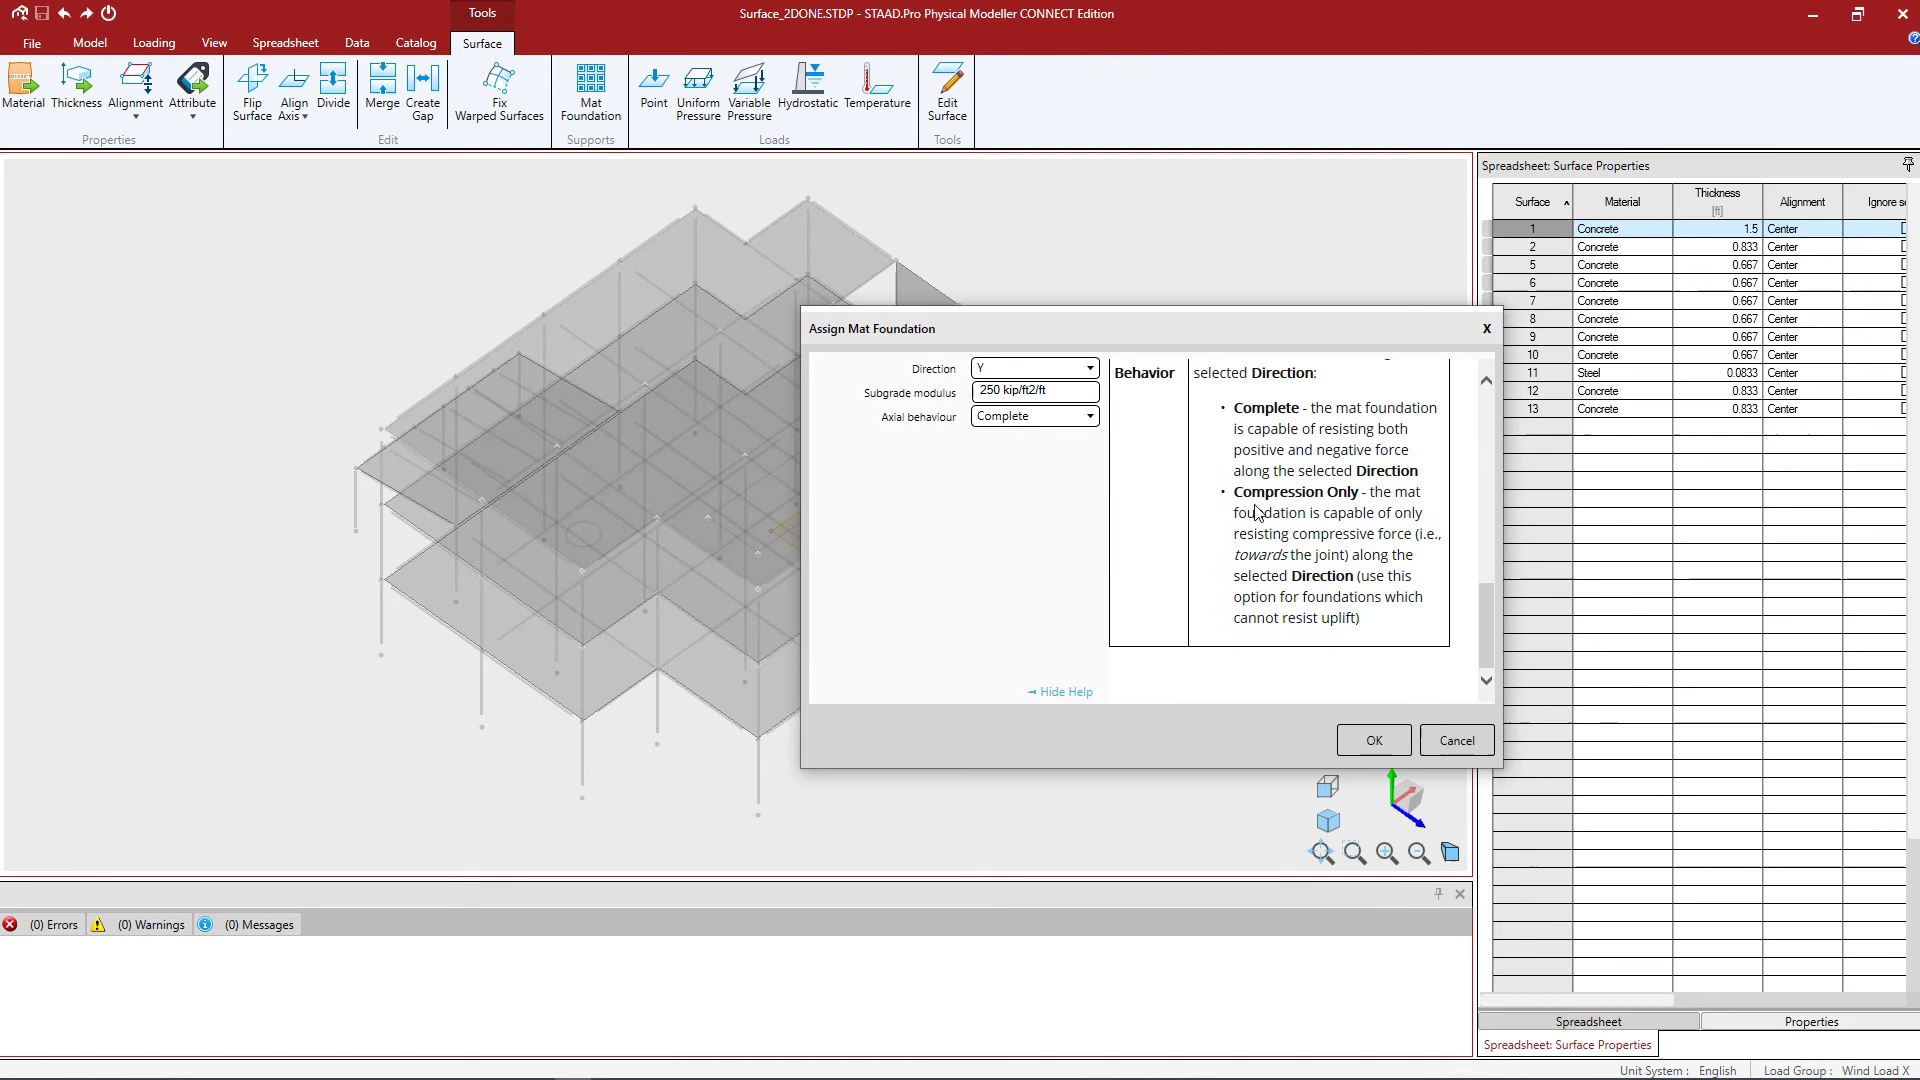 Tools
Surface_2DONE.STDP - STAAD.Pro Physical Modeller CONNECT Edition
File Model Loading View Spreadsheet Data Catalog Surface
Material Thickness Alignment Attribute
Flip Surface Align Axis Divide Merge Create Gap
Fix Warped Surfaces
Mat Foundation
Point Uniform Pressure Variable Pressure Hydrostatic Temperature
Edit Surface
Properties Edit Supports Loads Tools
Spreadsheet: Surface Properties
Surface Material Thickness [ft] Alignment Ignore s
1 Concrete 1.5 Center
2 Concrete 0.833 Center
5 Concrete 0.667 Center
6 Concrete 0.667 Center
7 Concrete 0.667 Center
8 Concrete 0.667 Center
9 Concrete 0.667 Center
10 Concrete 0.667 Center
11 Steel 0.0833 Center
12 Concrete 0.833 Center
13 Concrete 0.833 Center
Assign Mat Foundation
X
Direction Y
Subgrade modulus 250 kip/ft2/ft
Axial behaviour Complete
Behavior
selected Direction:
• Complete - the mat foundation
is capable of resisting both
positive and negative force
along the selected Direction
• Compression Only - the mat
foundation is capable of only
resisting compressive force (i.e.,
towards the joint) along the
selected Direction (use this
option for foundations which
cannot resist uplift)
Hide Help
OK Cancel
(0) Errors (0) Warnings (0) Messages
Spreadsheet Properties
Spreadsheet: Surface Properties
Unit System : English Load Group : Wind Load X